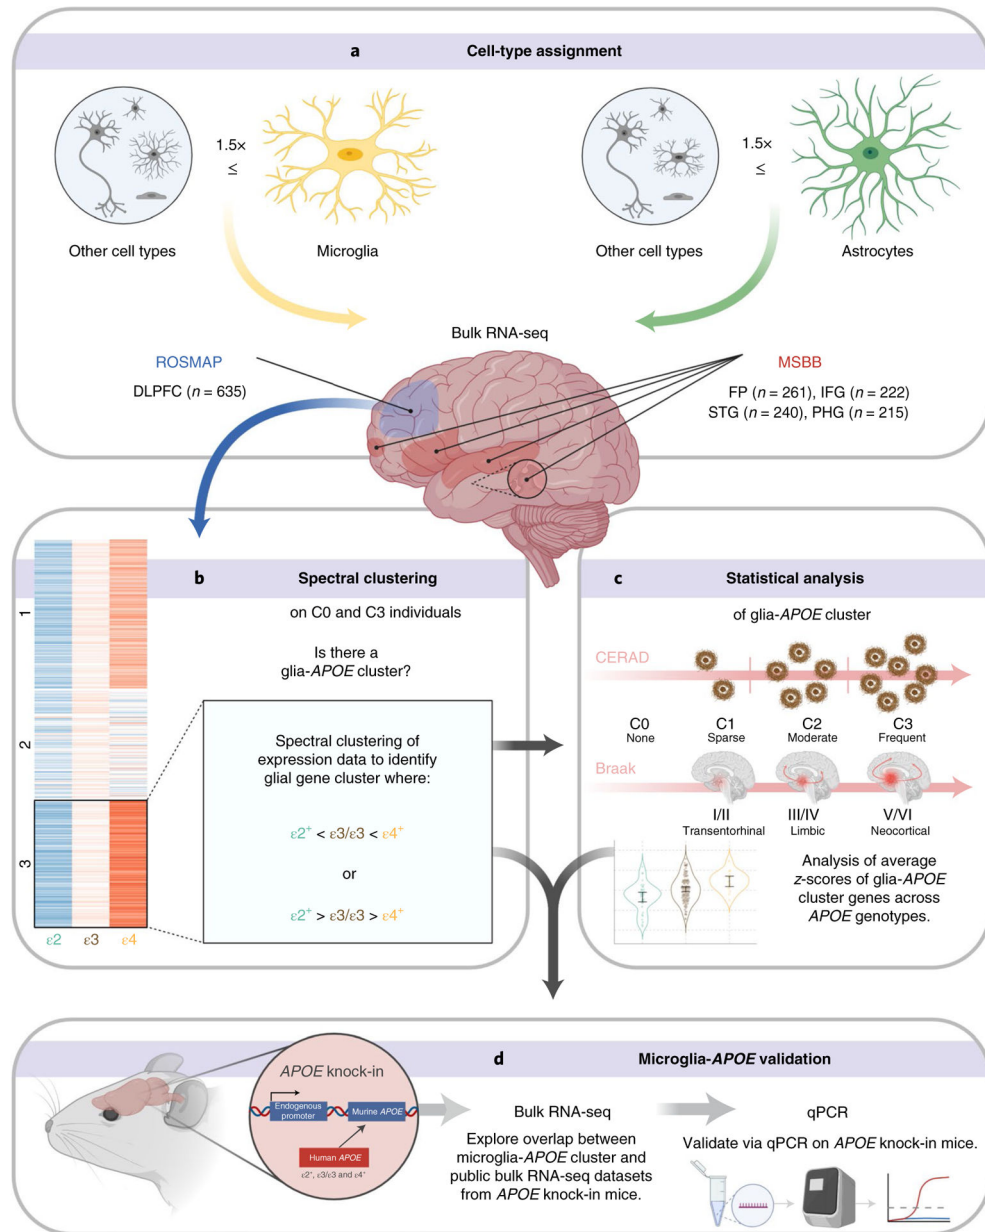 a Cell-type assignment
1.5×
≤
Other cell types
Microglia
1.5×
≤
Other cell types
Astrocytes
Bulk RNA-seq
ROSMAP
DLPFC (n = 635)
MSBB
FP (n = 261), IFG (n = 222)
STG (n = 240), PHG (n = 215)
b Spectral clustering
on C0 and C3 individuals
Is there a
glia-APOE cluster?
1
2
3
ε2 ε3 ε4
Spectral clustering of
expression data to identify
glial gene cluster where:
ε2⁺ < ε3/ε3 < ε4⁺
or
ε2⁺ > ε3/ε3 > ε4⁺
c Statistical analysis
of glia-APOE cluster
CERAD
C0 C1 C2 C3
None Sparse Moderate Frequent
Braak
I/II III/IV V/VI
Transentorhinal Limbic Neocortical
Analysis of average
z-scores of glia-APOE
cluster genes across
APOE genotypes.
d Microglia-APOE validation
APOE knock-in
Endogenous
promoter
Murine APOE
Human APOE
ε2⁺, ε3/ε3 and ε4⁺
Bulk RNA-seq
Explore overlap between
microglia-APOE cluster and
public bulk RNA-seq datasets
from APOE knock-in mice.
qPCR
Validate via qPCR on APOE knock-in mice.